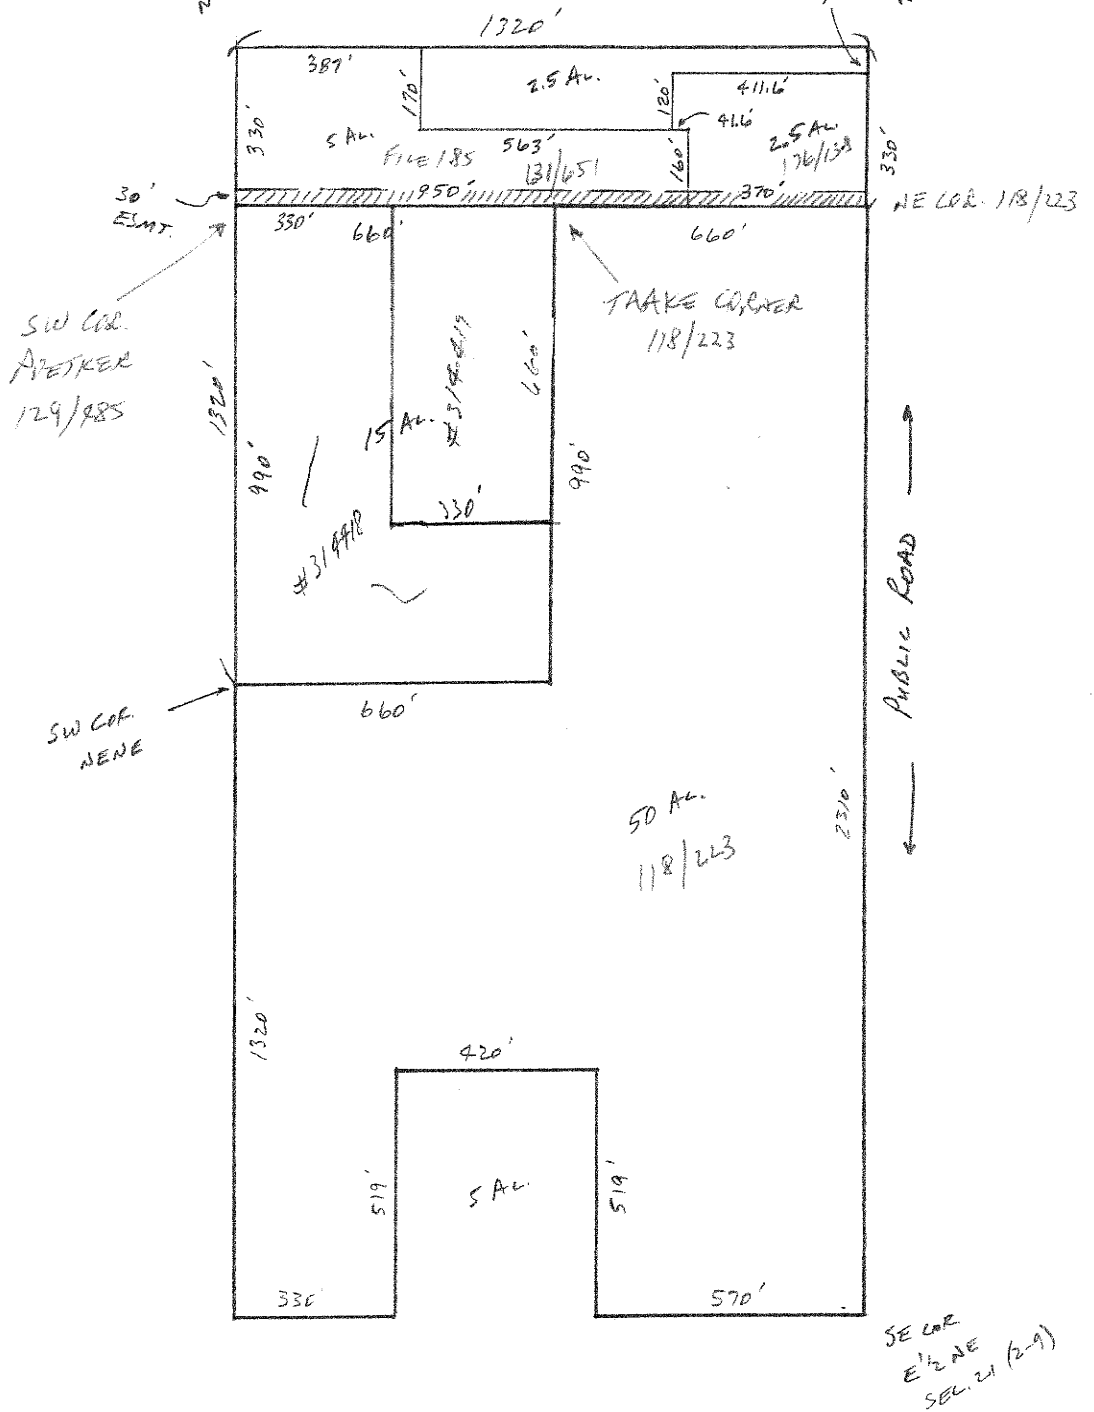 1320'
387'
170'
2.5 AC.
120'
411.6'
41.6'
330'
5 AC.
FILE 185
563'
131/651
160'
2.5 AC.
176/138
330'
30'
ESMT.
950'
370'
NE COR. 118/223
330'
660'
660'
SW COR.
129/485
TAAKE CORNER
118/223
1320'
990'
15 AC.
660'
990'
330'
#319418
PUBLIC ROAD
660'
SW COR.
NENE
50 AC.
118/223
2310'
1320'
420'
519'
5 AC.
519'
330'
570'
SE COR
E 1/2 NE
SEC. 21 (2-9)